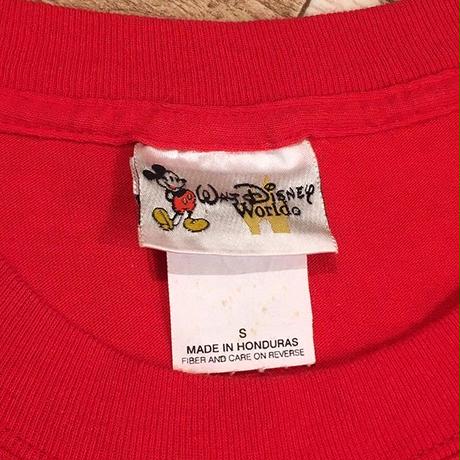 Walt Disney
World®
S
MADE IN HONDURAS
FIBER AND CARE ON REVERSE